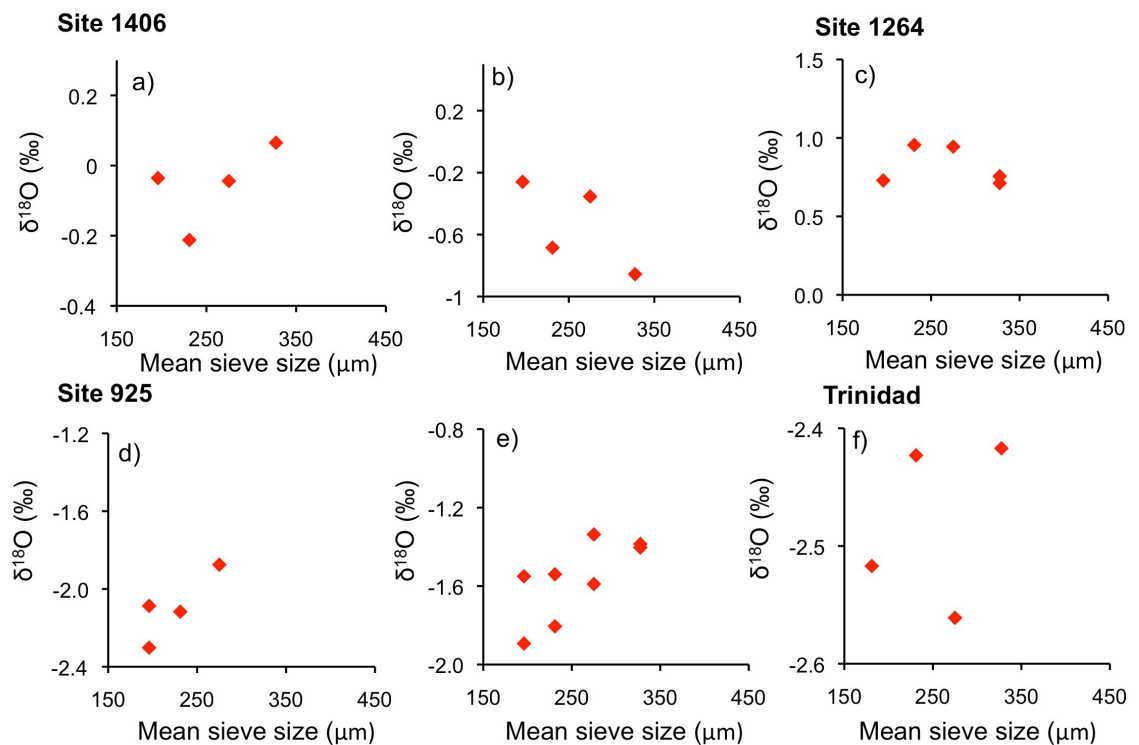 Site 1406
Site 1264
a)
0.2
0
-0.2
-0.4
δ18O (‰)
150 250 350 450
Mean sieve size (μm)
b)
0.2
-0.2
-0.6
-1
δ18O (‰)
150 250 350 450
Mean sieve size (μm)
c)
1.5
1.0
0.5
0.0
δ18O (‰)
150 250 350 450
Mean sieve size (μm)
Site 925
Trinidad
d)
-1.2
-1.6
-2.0
-2.4
δ18O (‰)
150 250 350 450
Mean sieve size (μm)
e)
-0.8
-1.2
-1.6
-2.0
δ18O (‰)
150 250 350 450
Mean sieve size (μm)
f)
-2.4
-2.5
-2.6
δ18O (‰)
150 250 350 450
Mean sieve size (μm)